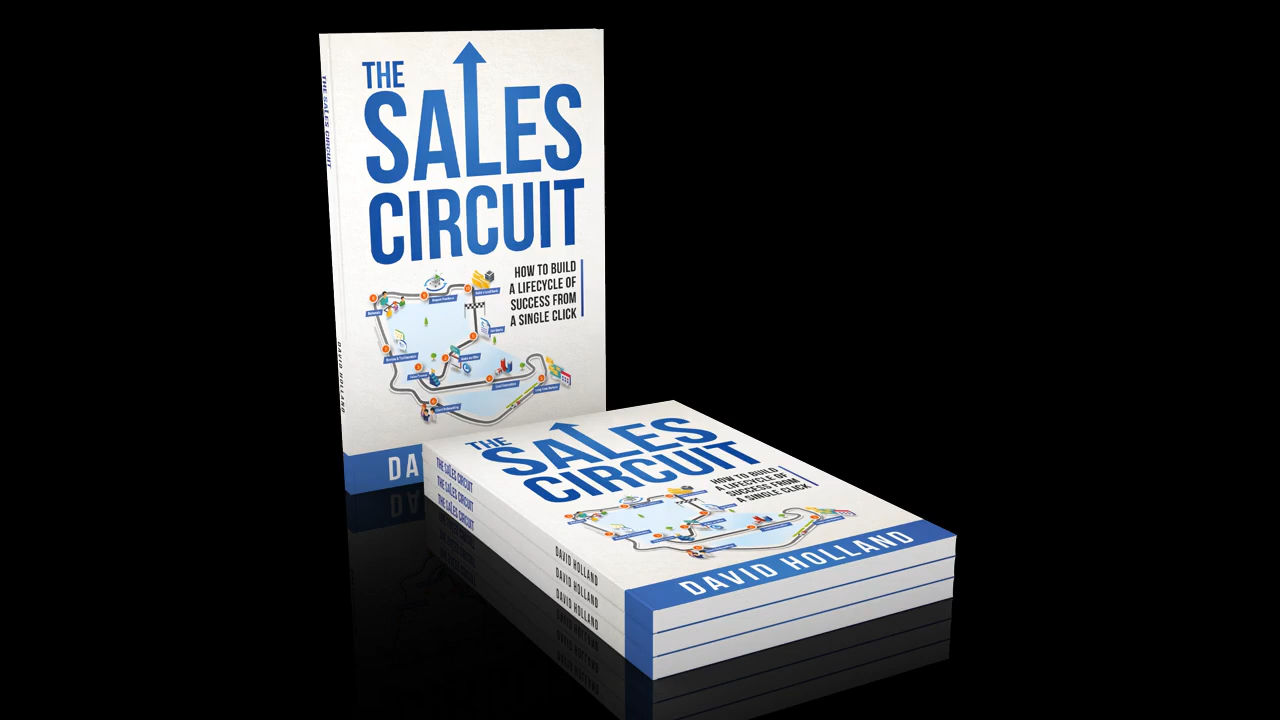 THE
SALES
CIRCUIT
HOW TO BUILD
A LIFECYCLE OF
SUCCESS FROM
A SINGLE CLICK
THE SALES CIRCUIT
DAVID HOLLAND
DA
THE
SALES
CIRCUIT
HOW TO BUILD
A LIFECYCLE OF
SUCCESS FROM
A SINGLE CLICK
DAVID HOLLAND
THE SALES CIRCUIT
THE SALES CIRCUIT
THE SALES CIRCUIT
DAVID HOLLAND
DAVID HOLLAND
DAVID HOLLAND